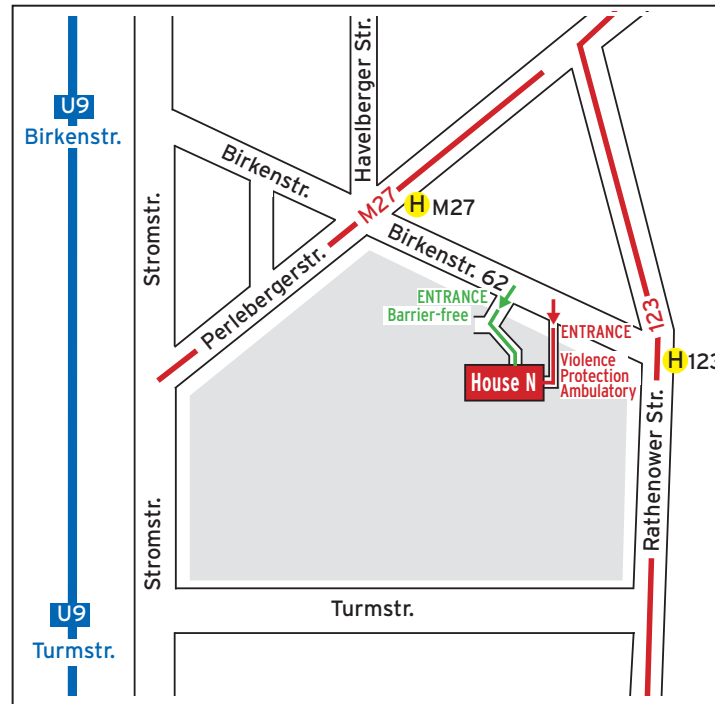 U9
Birkenstr.
Stromstr.
Birkenstr.
Havelberger Str.
M27
H M27
Perlebergerstr.
Birkenstr. 62
ENTRANCE
Barrier-free
ENTRANCE
Violence
Protection
Ambulatory
House N
123
H 123
Rathenower Str.
Stromstr.
Turmstr.
U9
Turmstr.